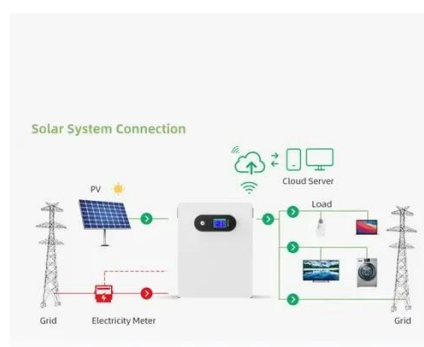 Solar System Connection
PV
Cloud Server
Load
Grid
Electricity Meter
Grid